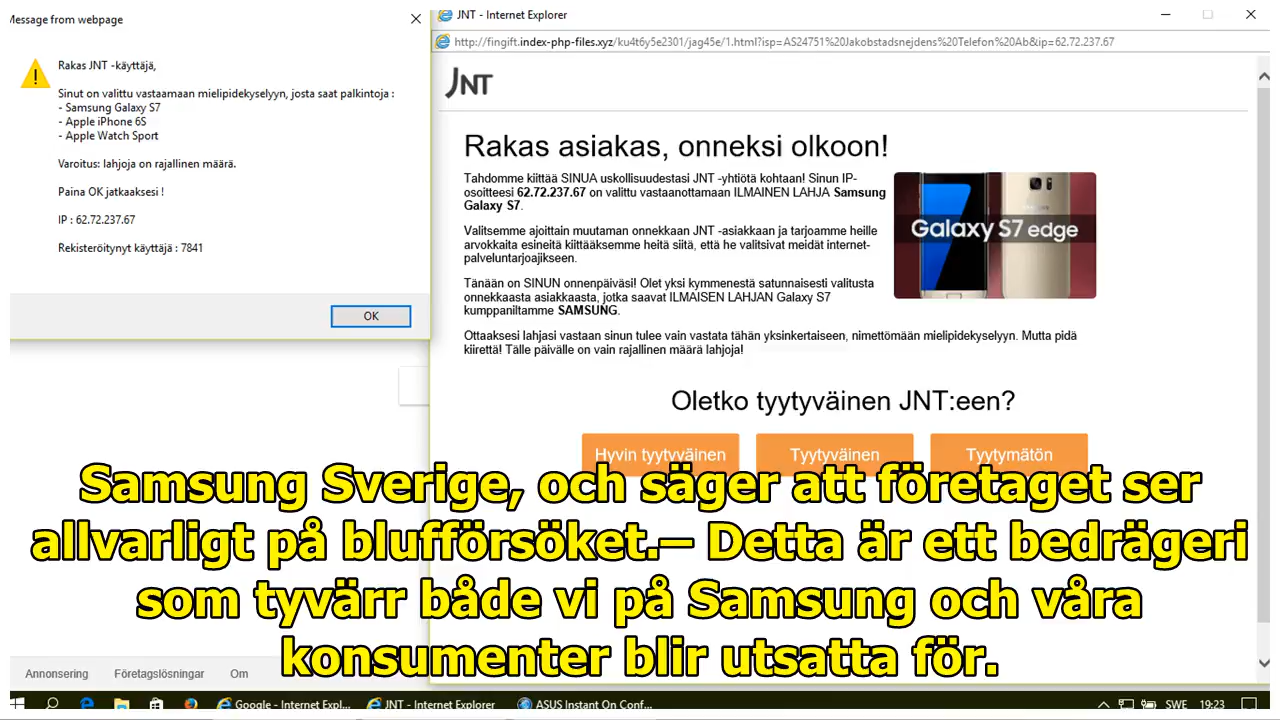 Message from webpage
Rakas JNT -käyttäjä,
Sinut on valittu vastaamaan mielipidekyselyyn, josta saat palkintoja :
- Samsung Galaxy S7
- Apple iPhone 6S
- Apple Watch Sport
Varoitus: lahjoja on rajallinen määrä.
Paina OK jatkaaksesi !
IP : 62.72.237.67
Rekisteröitynyt käyttäjä : 7841
OK
JNT - Internet Explorer
http://fingift.index-php-files.xyz/ku4t6y5e2301/jag45e/1.html?isp=AS24751%20Jakobstadsnejdens%20Telefon%20Ab&ip=62.72.237.67
JNT
Rakas asiakas, onneksi olkoon!
Tahdomme kiittää SINUA uskollisuudestasi JNT -yhtiötä kohtaan! Sinun IP-
osoitteesi 62.72.237.67 on valittu vastaanottamaan ILMAINEN LAHJA Samsung
Galaxy S7.
Valitsemme ajoittain muutaman onnekkaan JNT -asiakkaan ja tarjoamme heille
arvokkaita esineitä kiittääksemme heitä siitä, että he valitsivat meidät internet-
palveluntarjoajikseen.
Tänään on SINUN onnenpäiväsi! Olet yksi kymmenestä satunnaisesti valitusta
onnekkaasta asiakkaasta, jotka saavat ILMAISEN LAHJAN Galaxy S7
kumppaniltamme SAMSUNG.
Ottaaksesi lahjasi vastaan sinun tulee vain vastata tähän yksinkertaiseen, nimettömään mielipidekyselyyn. Mutta pidä
kiirettä! Tälle päivälle on vain rajallinen määrä lahjoja!
Galaxy S7 edge
Oletko tyytyväinen JNT:een?
Hyvin tyytyväinen Tyytyväinen Tyytymätön
Samsung Sverige, och säger att företaget ser
allvarligt på blufförsöket.— Detta är ett bedrägeri
som tyvärr både vi på Samsung och våra
konsumenter blir utsatta för.
Annonsering Företagslösningar Om
Google - Internet Expl... JNT - Internet Explorer ASUS Instant On Conf... SWE 19:23